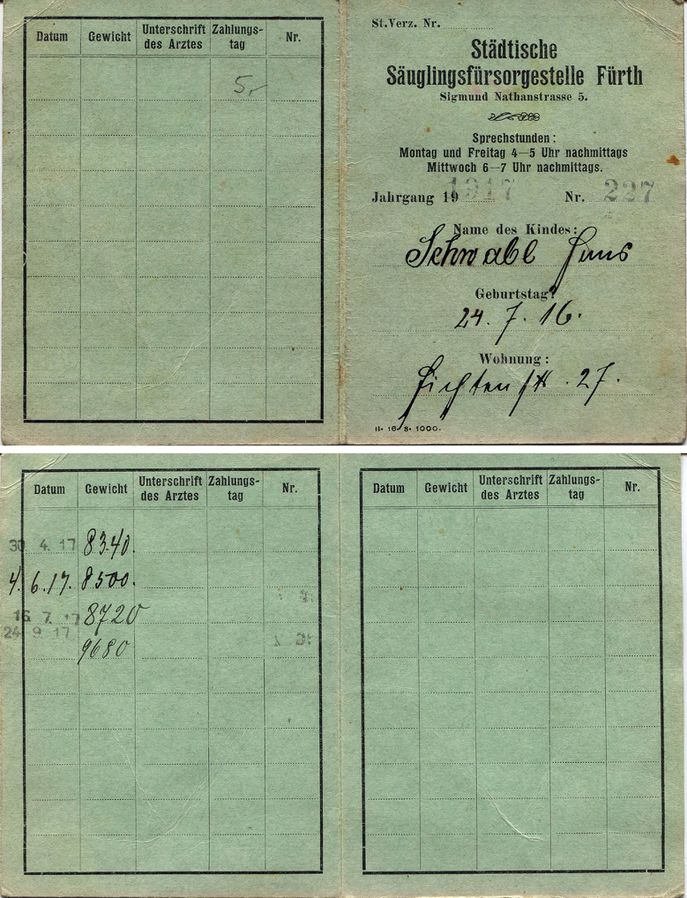 Datum Gewicht Unterschrift des Arztes Zahlungs-tag Nr.
5,-
St.Verz. Nr.
Städtische
Säuglingsfürsorgestelle Fürth
Sigmund Nathanstrasse 5.
Sprechstunden:
Montag und Freitag 4—5 Uhr nachmittags
Mittwoch 6—7 Uhr nachmittags.
Jahrgang 19 1917 Nr. 227
Name des Kindes:
Schwabl Hans
Geburtstag?
24. 7. 16.
Wohnung:
Fichtenstr. 27.
II. 16. 3. 1000.
Datum Gewicht Unterschrift des Arztes Zahlungs-tag Nr.
30. 4. 17 8340.
4. 6. 17. 8500.
16. 7. 17 8720
24. 9. 17 9680
Datum Gewicht Unterschrift des Arztes Zahlungs-tag Nr.